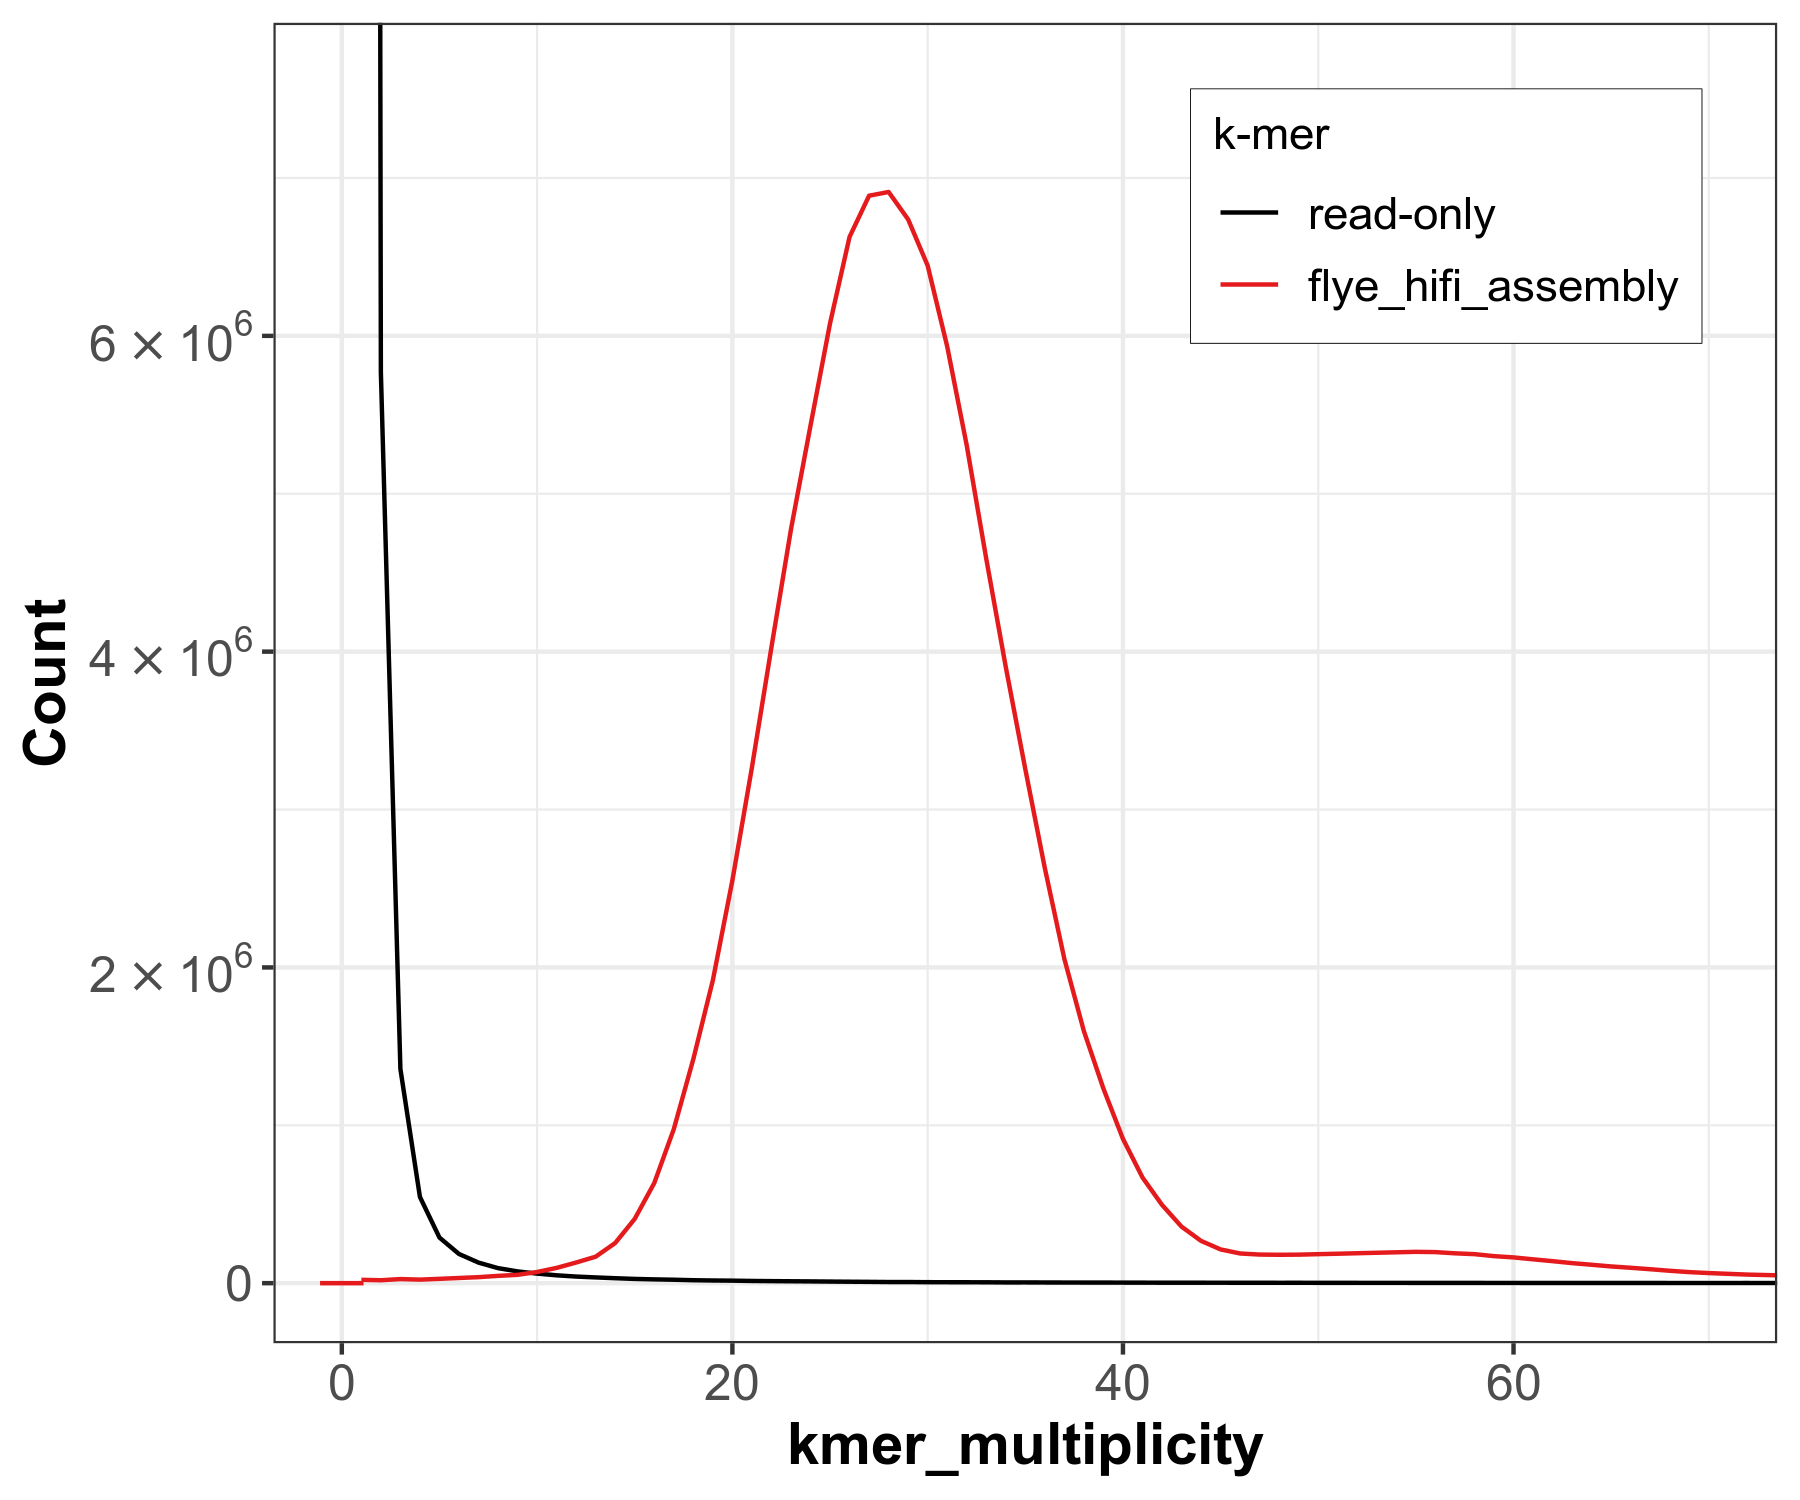 k-mer
read-only
flye_hifi_assembly
6 × 10⁶
4 × 10⁶
2 × 10⁶
0
Count
0 20 40 60
kmer_multiplicity